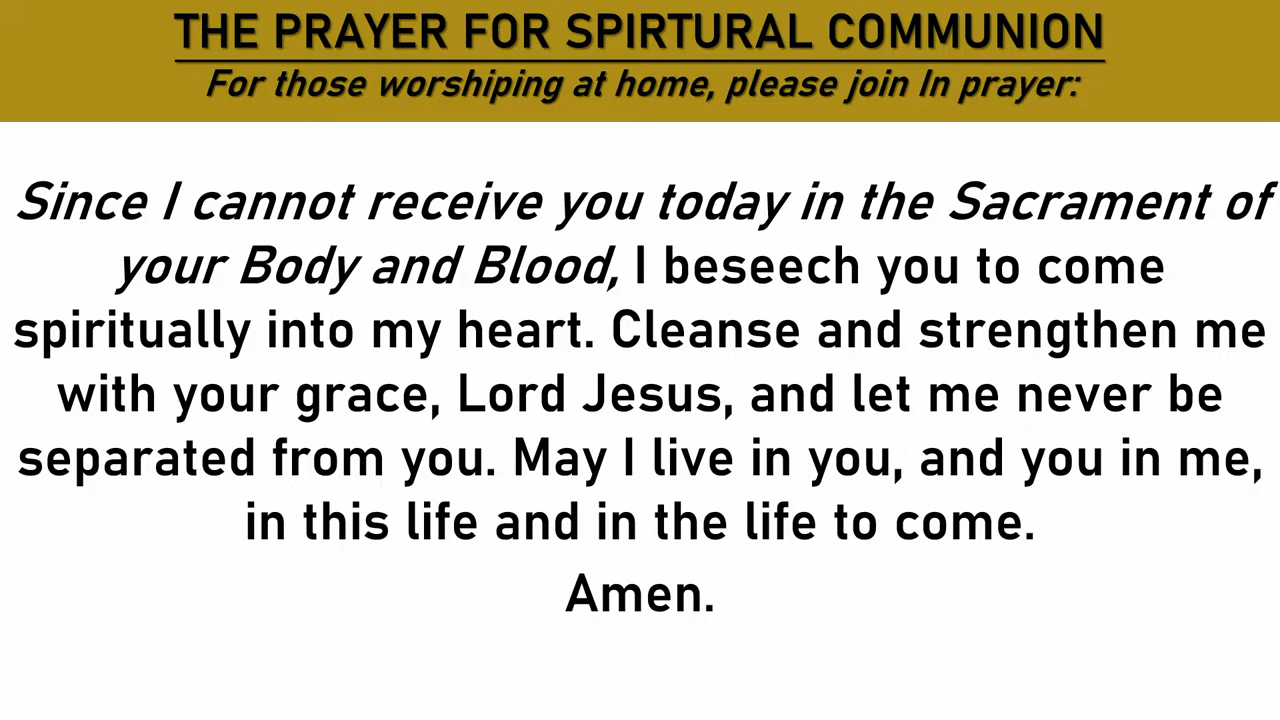 THE PRAYER FOR SPIRTURAL COMMUNION
For those worshiping at home, please join In prayer:
Since I cannot receive you today in the Sacrament of
your Body and Blood, I beseech you to come
spiritually into my heart. Cleanse and strengthen me
with your grace, Lord Jesus, and let me never be
separated from you. May I live in you, and you in me,
in this life and in the life to come.
Amen.